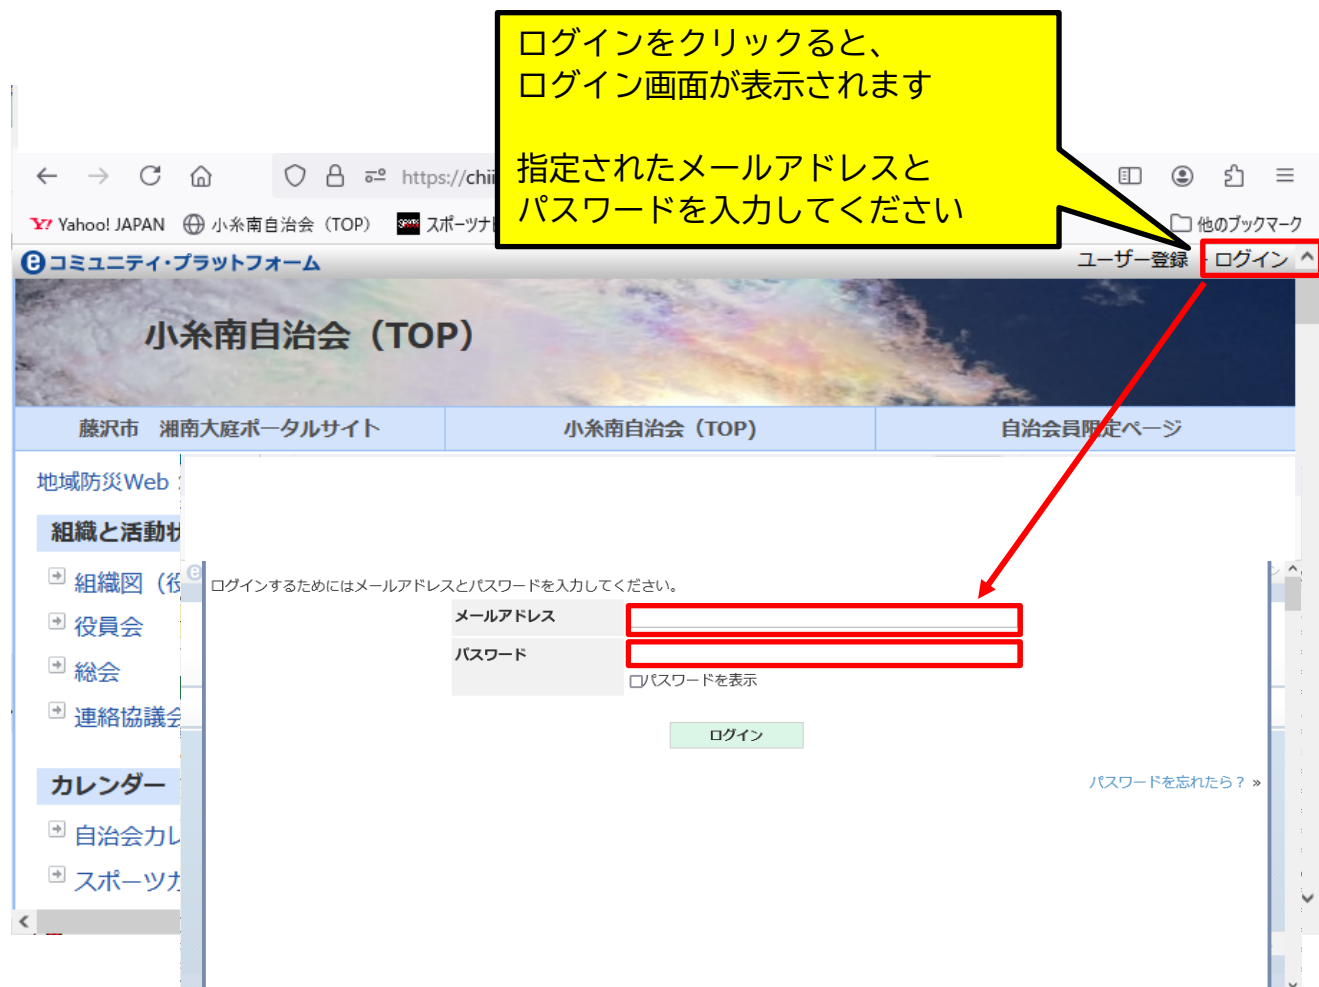 ログインをクリックると、
ログイン画面が表示されます
指定されたメールアドレスと
パスワードを入力してください
https://chii
Yahoo! JAPAN 小糸南自治会（TOP） スポーツナ
他のブックマーク
コミュニティ・プラットフォーム
ユーザー登録 ログイン
小糸南自治会（TOP）
藤沢市　湘南大庭ポータルサイト
小糸南自治会（TOP)
自治会員限定ページ
地域防災Web
組織と活動
組織図（役
役員会
総会
連絡協議会
カレンダー
自治会カレ
スポーツカ
ログインするためにはメールアドレスとパスワードを入力してください。
メールアドレス
パスワード
パスワードを表示
ログイン
パスワードを忘れたら？ »